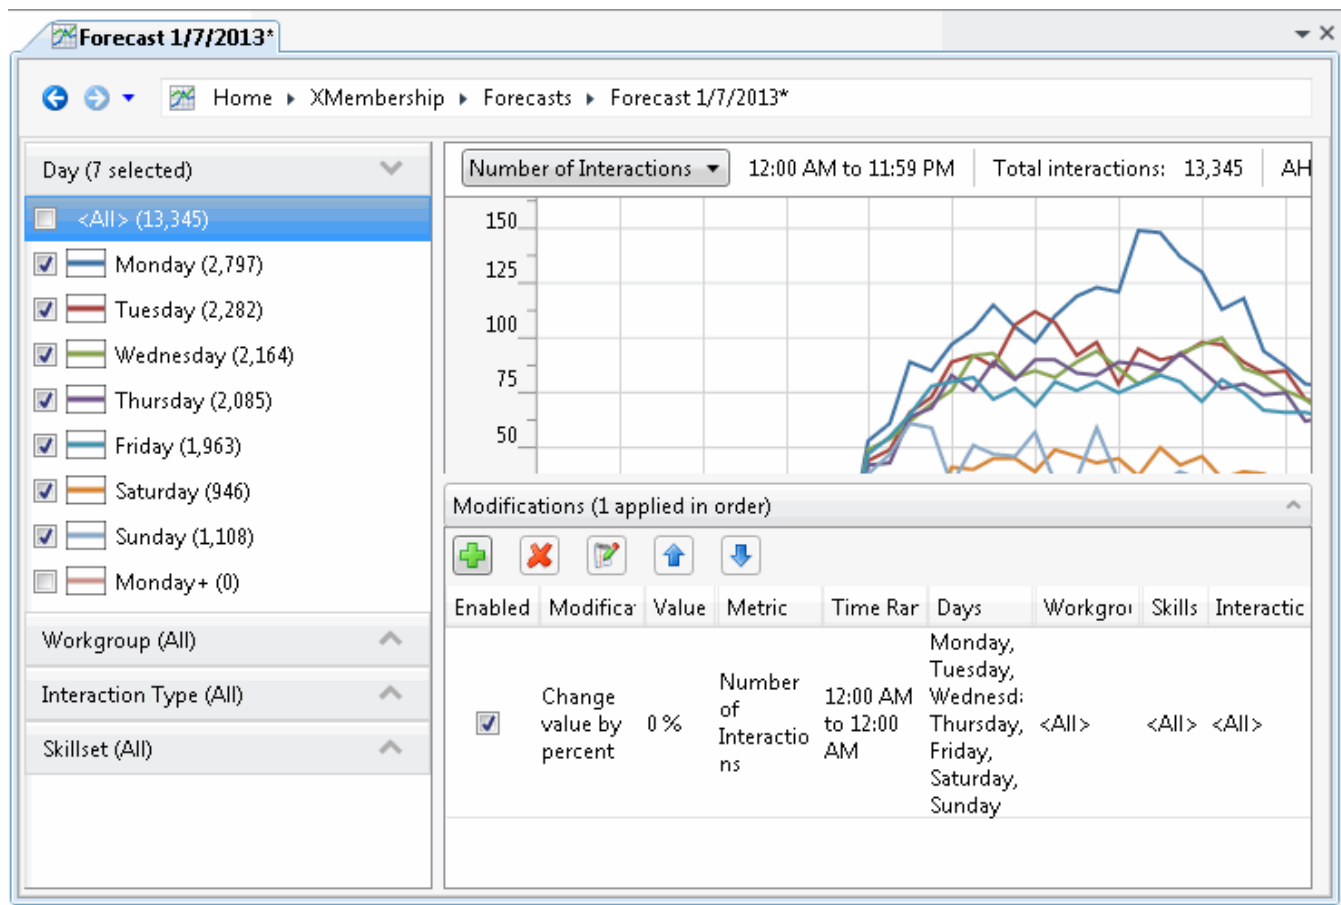 Forecast 1/7/2013*
Home XMembership Forecasts Forecast 1/7/2013*
Day (7 selected)
<All> (13,345)
Monday (2,797)
Tuesday (2,282)
Wednesday (2,164)
Thursday (2,085)
Friday (1,963)
Saturday (946)
Sunday (1,108)
Monday+ (0)
Workgroup (All)
Interaction Type (All)
Skillset (All)
Number of Interactions 12:00 AM to 11:59 PM Total interactions: 13,345 AH
150
125
100
75
50
Modifications (1 applied in order)
Enabled Modifica Value Metric Time Rar Days Workgro Skills Interactic
Change
value by
percent
0 %
Number
of
Interactio
ns
12:00 AM
to 12:00
AM
Monday,
Tuesday,
Wednesd
Thursday,
Friday,
Saturday,
Sunday
<All> <All> <All>